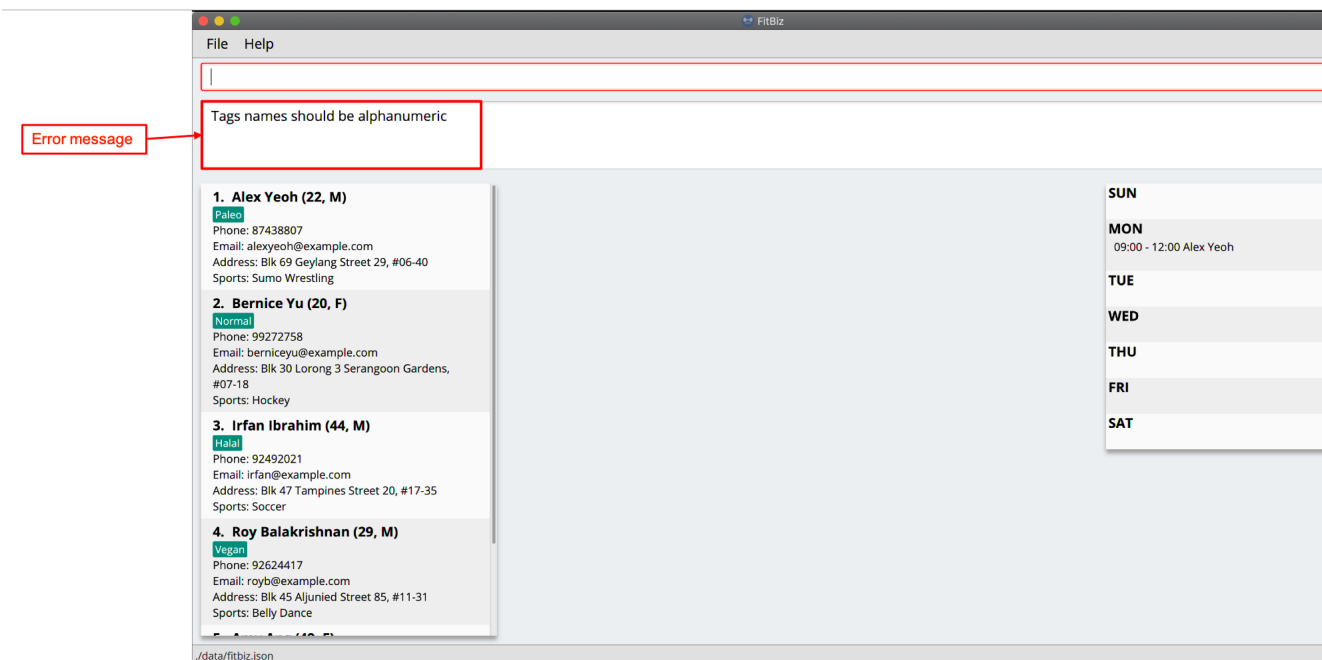 FitBiz
File Help
Error message
Tags names should be alphanumeric
1. Alex Yeoh (22, M)
Paleo
Phone: 87438807
Email: alexyeoh@example.com
Address: Blk 69 Geylang Street 29, #06-40
Sports: Sumo Wrestling
2. Bernice Yu (20, F)
Normal
Phone: 99272758
Email: berniceyu@example.com
Address: Blk 30 Lorong 3 Serangoon Gardens,
#07-18
Sports: Hockey
3. Irfan Ibrahim (44, M)
Halal
Phone: 92492021
Email: irfan@example.com
Address: Blk 47 Tampines Street 20, #17-35
Sports: Soccer
4. Roy Balakrishnan (29, M)
Vegan
Phone: 92624417
Email: royb@example.com
Address: Blk 45 Aljunied Street 85, #11-31
Sports: Belly Dance
SUN
MON
09:00 - 12:00 Alex Yeoh
TUE
WED
THU
FRI
SAT
./data/fitbiz.json